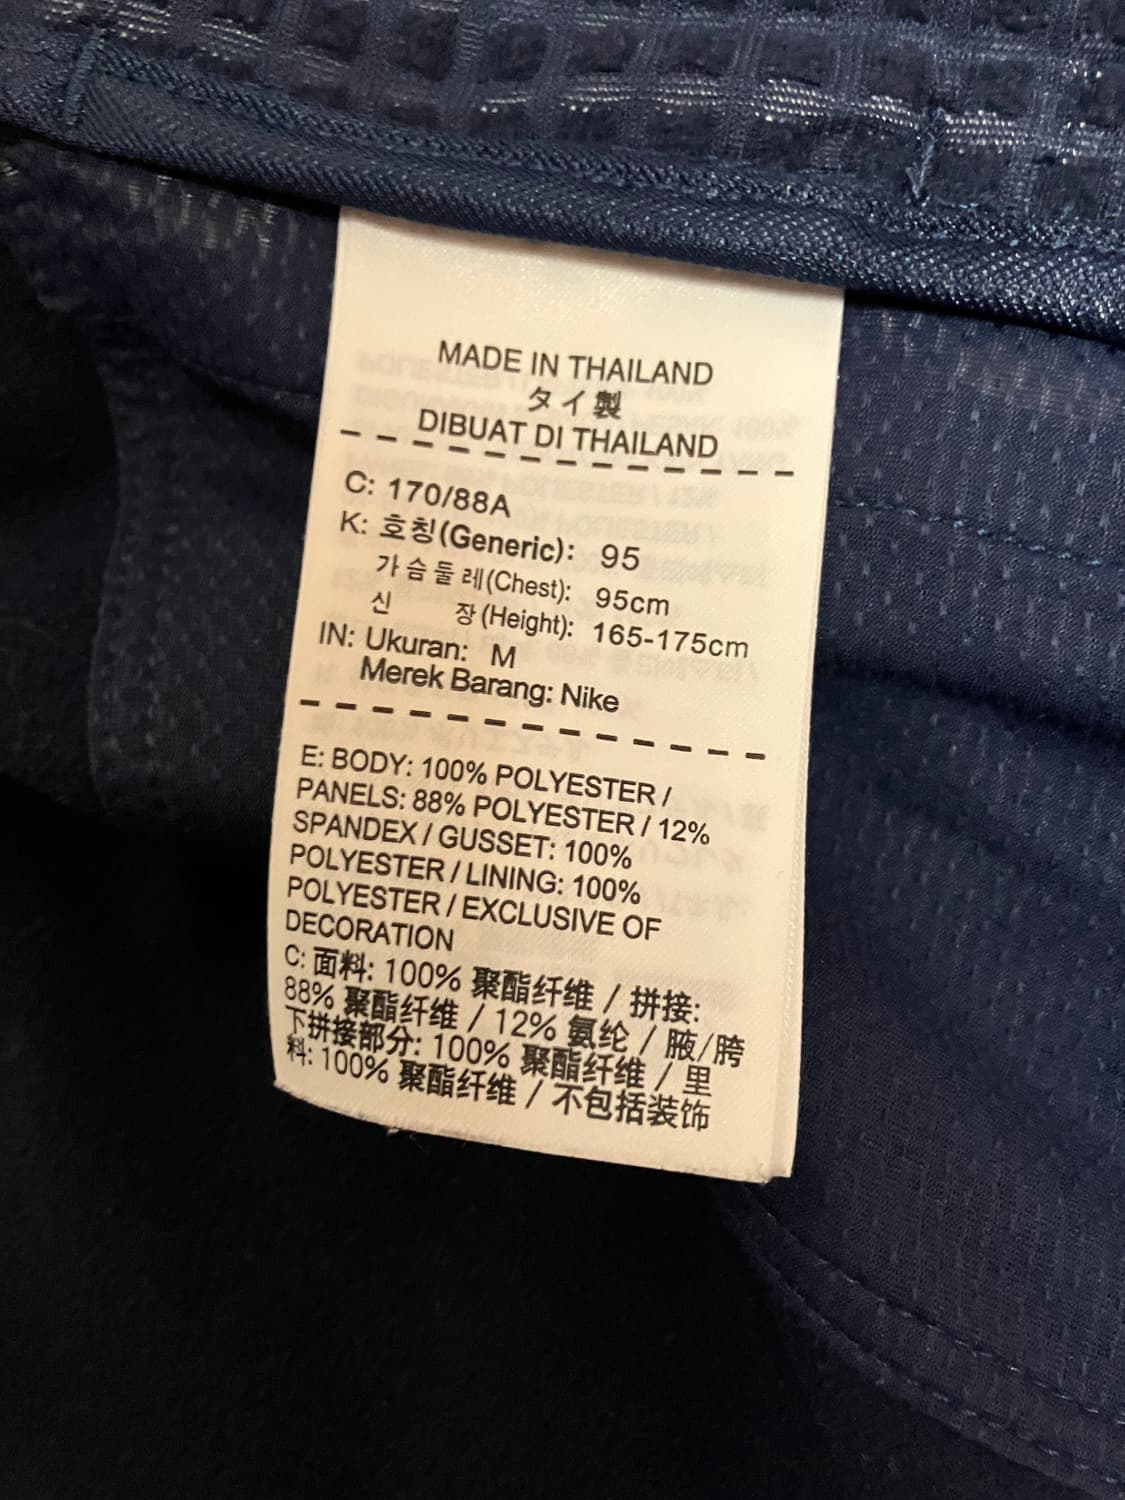 MADE IN THAILAND
タイ製
DIBUAT DI THAILAND
C: 170/88A
K: 호칭(Generic): 95
가슴둘레(Chest): 95cm
신 장(Height): 165-175cm
IN: Ukuran: M
Merek Barang: Nike
E: BODY: 100% POLYESTER /
PANELS: 88% POLYESTER / 12%
SPANDEX / GUSSET: 100%
POLYESTER / LINING: 100%
POLYESTER / EXCLUSIVE OF
DECORATION
C: 面料: 100% 聚酯纤维 / 拼接:
88% 聚酯纤维 / 12% 氨纶 / 腋/胯
下拼接部分: 100% 聚酯纤维 / 里
料: 100% 聚酯纤维 / 不包括装饰